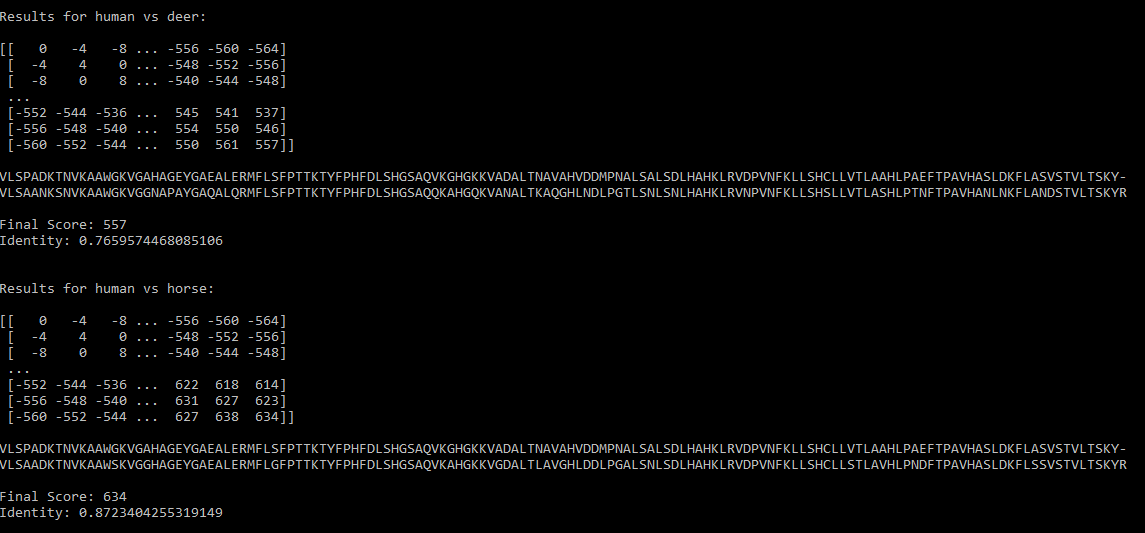 Results for human vs deer:
[[   0   -4   -8 ... -556 -560 -564]
 [  -4    4    0 ... -548 -552 -556]
 [  -8    0    8 ... -540 -544 -548]
 ...
 [-552 -544 -536 ...  545  541  537]
 [-556 -548 -540 ...  554  550  546]
 [-560 -552 -544 ...  550  561  557]]
VLSPADKTNVKAAWGKVGAHAGEYGAEALERMFLSFPTTKTYFPHFDLSHGSAQVKGHGKKVADALTNAVAHVDDMPNALSALSDLHAHKLRVDPVNFKLLSHCLLVTLAAHLPAEFTPAVHASLDKFLASVSTVLTSKY-
VLSAANKSNVKAAWGKVGGNAPAYGAQALQRMFLSFPTTKTYFPHFDLSHGSAQQKAHGQKVANALTKAQGHLNDLPGTLSNLSNLHAHKLRVNPVNFKLLSHSLLVTLASHLPTNFTPAVHANLNKFLANDSTVLTSKYR
Final Score: 557
Identity: 0.7659574468085106
Results for human vs horse:
[[   0   -4   -8 ... -556 -560 -564]
 [  -4    4    0 ... -548 -552 -556]
 [  -8    0    8 ... -540 -544 -548]
 ...
 [-552 -544 -536 ...  622  618  614]
 [-556 -548 -540 ...  631  627  623]
 [-560 -552 -544 ...  627  638  634]]
VLSPADKTNVKAAWGKVGAHAGEYGAEALERMFLSFPTTKTYFPHFDLSHGSAQVKGHGKKVADALTNAVAHVDDMPNALSALSDLHAHKLRVDPVNFKLLSHCLLVTLAAHLPAEFTPAVHASLDKFLASVSTVLTSKY-
VLSAADKTNVKAAWSKVGGHAGEYGAEALERMFLGFPTTKTYFPHFDLSHGSAQVKAHGKKVGDALTLAVGHLDDLPGALSNLSDLHAHKLRVDPVNFKLLSHCLLSTLAVHLPNDFTPAVHASLDKFLSSVSTVLTSKYR
Final Score: 634
Identity: 0.8723404255319149